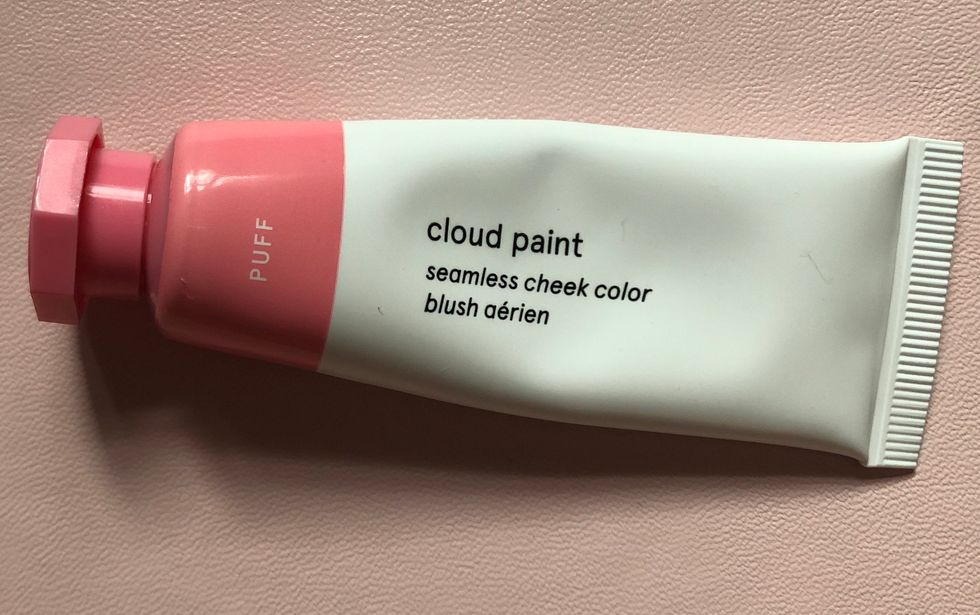 PUFF
cloud paint
seamless cheek color
blush aérien